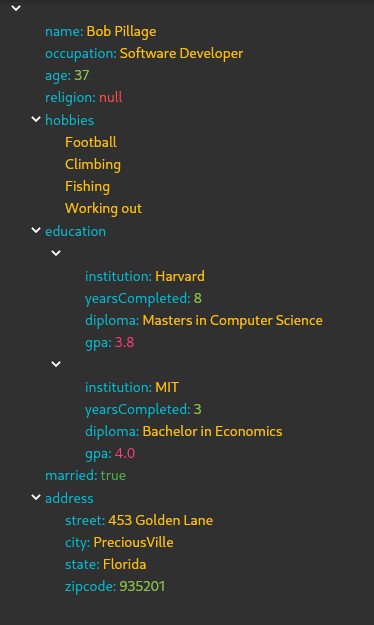 name: Bob Pillage
occupation: Software Developer
age: 37
religion: null
hobbies
Football
Climbing
Fishing
Working out
education
institution: Harvard
yearsCompleted: 8
diploma: Masters in Computer Science
gpa: 3.8
institution: MIT
yearsCompleted: 3
diploma: Bachelor in Economics
gpa: 4.0
married: true
address
street: 453 Golden Lane
city: PreciousVille
state: Florida
zipcode: 935201